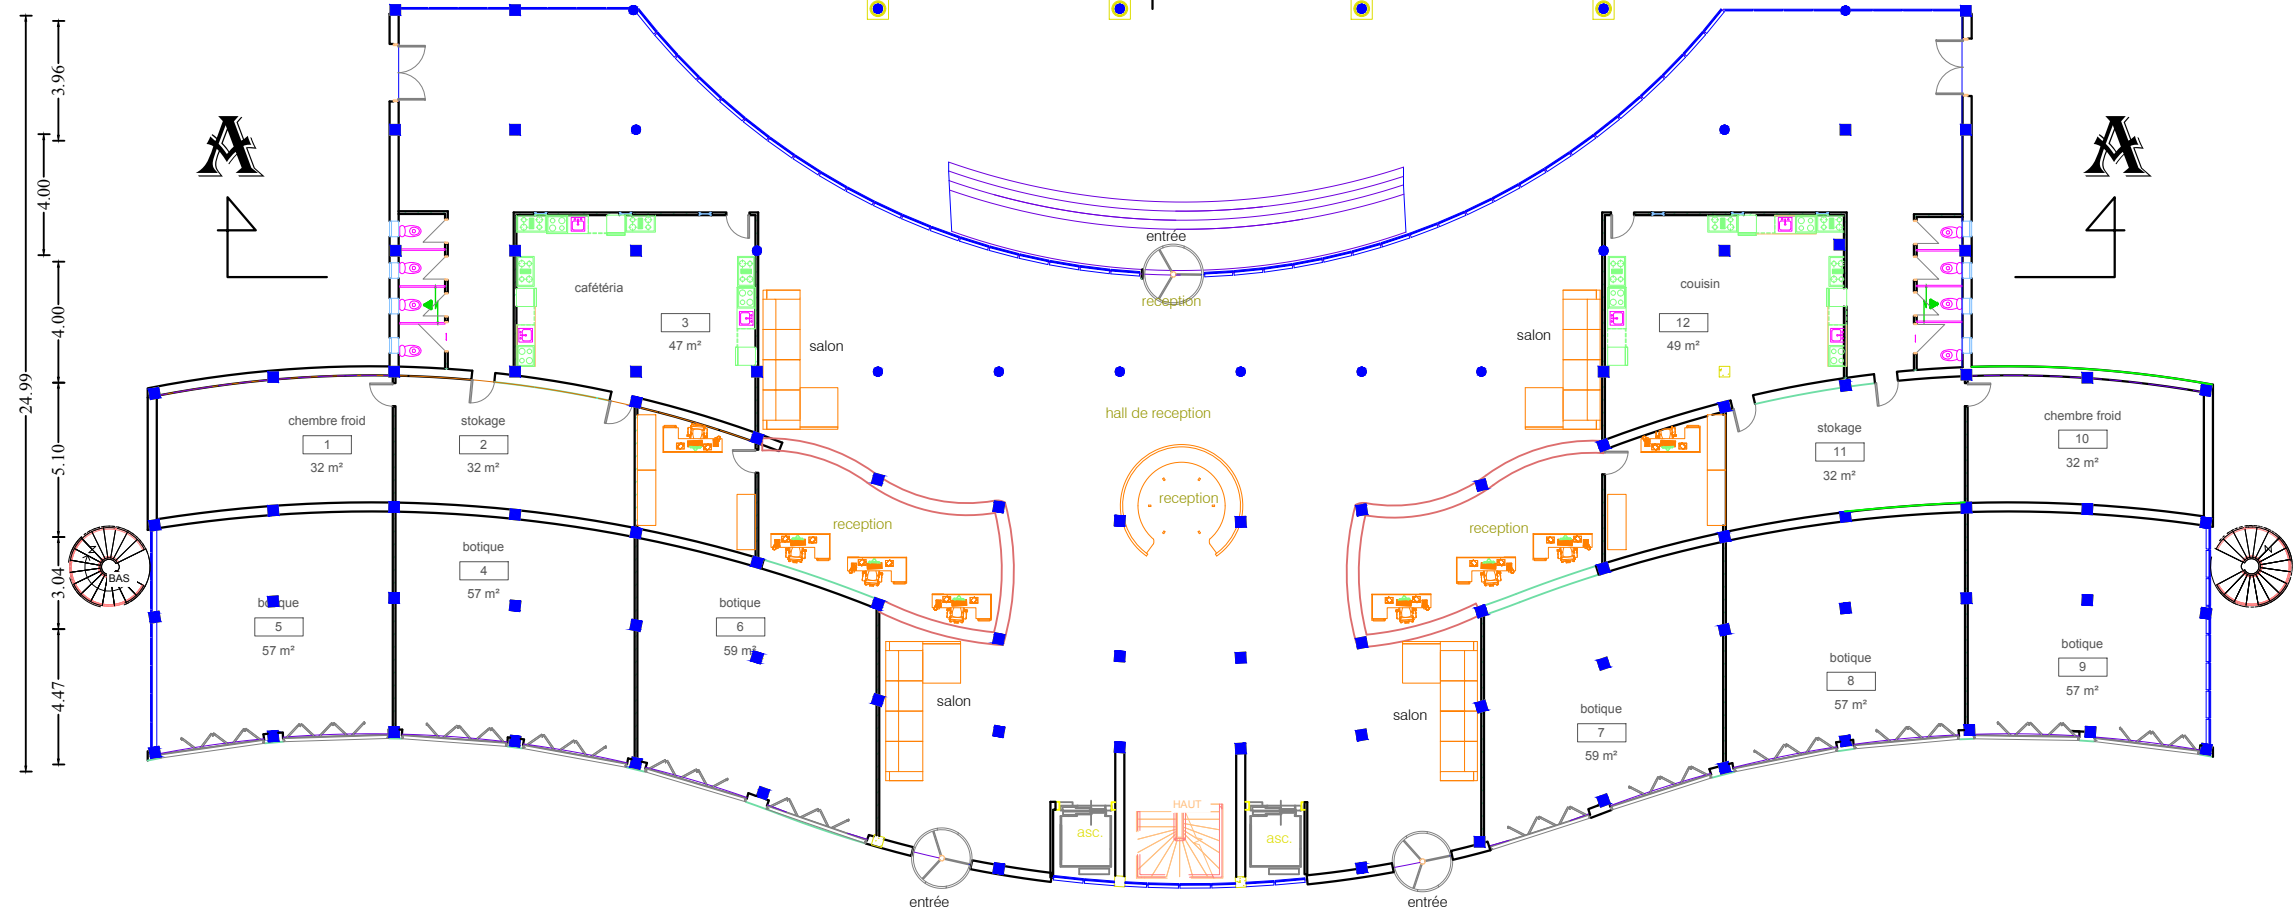 3.96
4.00
4.00
24.99
5.10
3.04
4.47
A
A
entrée
reception
cafétéria
3
47 m²
salon
salon
couisin
12
49 m²
hall de reception
chembre froid
1
32 m²
stokage
2
32 m²
stokage
11
32 m²
chembre froid
10
32 m²
reception
reception
reception
BAS
botique
4
57 m²
botique
5
57 m²
botique
6
59 m²
salon
salon
botique
7
59 m²
botique
8
57 m²
botique
9
57 m²
HAUT
asc.
asc.
entrée
entrée